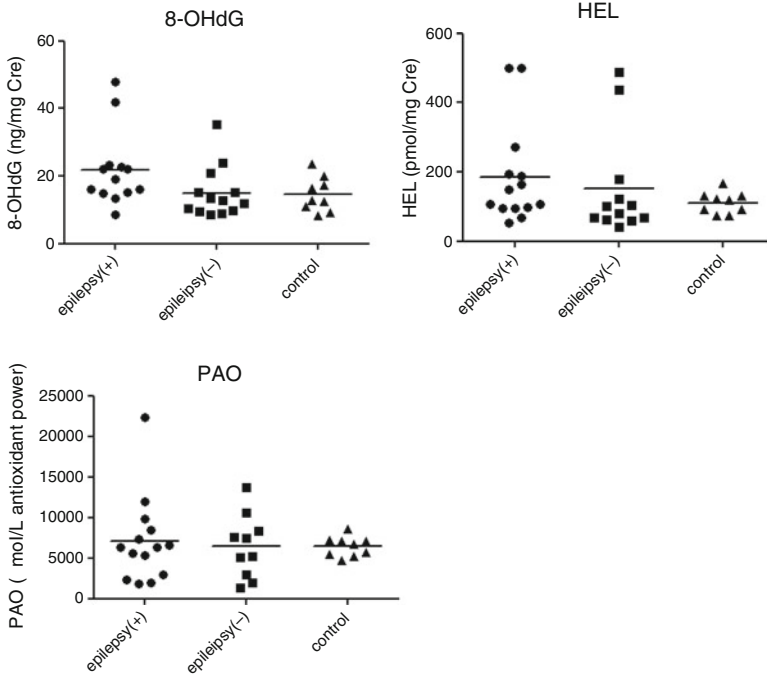 8-OHdG
8-OHdG (ng/mg Cre)
60
40
20
0
epilepsy(+)
epileipsy(−)
control
HEL
HEL (pmol/mg Cre)
600
400
200
0
epilepsy(+)
epileipsy(−)
control
PAO
PAO ( mol/L antioxidant power)
25000
20000
15000
10000
5000
0
epilepsy(+)
epileipsy(−)
control